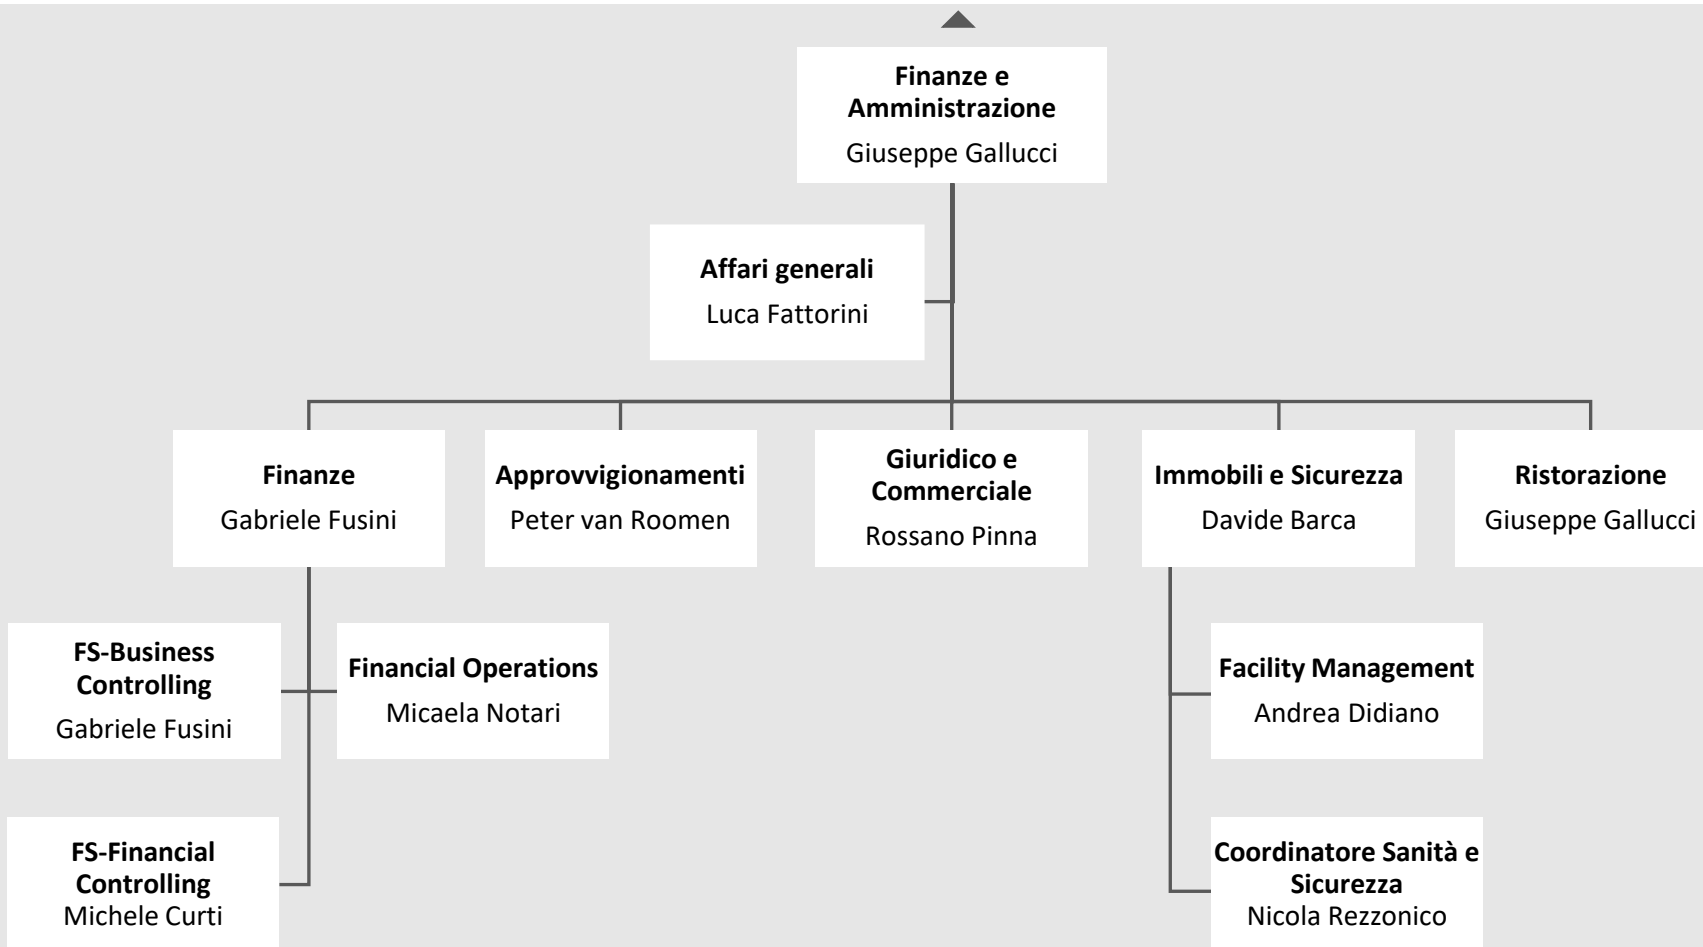 Finanze e
Amministrazione
Giuseppe Gallucci
Affari generali
Luca Fattorini
Finanze
Gabriele Fusini
Approvvigionamenti
Peter van Roomen
Giuridico e
Commerciale
Rossano Pinna
Immobili e Sicurezza
Davide Barca
Ristorazione
Giuseppe Gallucci
FS-Business
Controlling
Gabriele Fusini
Financial Operations
Micaela Notari
Facility Management
Andrea Didiano
FS-Financial
Controlling
Michele Curti
Coordinatore Sanità e
Sicurezza
Nicola Rezzonico